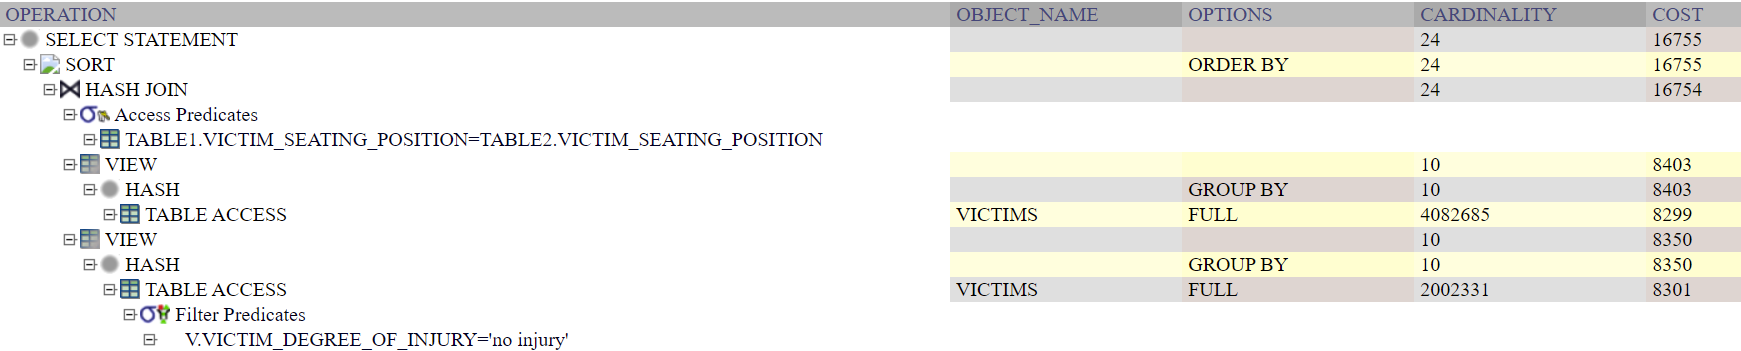 OPERATION OBJECT_NAME OPTIONS CARDINALITY COST
SELECT STATEMENT 24 16755
SORT ORDER BY 24 16755
HASH JOIN 24 16754
Access Predicates
TABLE1.VICTIM_SEATING_POSITION=TABLE2.VICTIM_SEATING_POSITION
VIEW 10 8403
HASH GROUP BY 10 8403
TABLE ACCESS VICTIMS FULL 4082685 8299
VIEW 10 8350
HASH GROUP BY 10 8350
TABLE ACCESS VICTIMS FULL 2002331 8301
Filter Predicates
V.VICTIM_DEGREE_OF_INJURY='no injury'